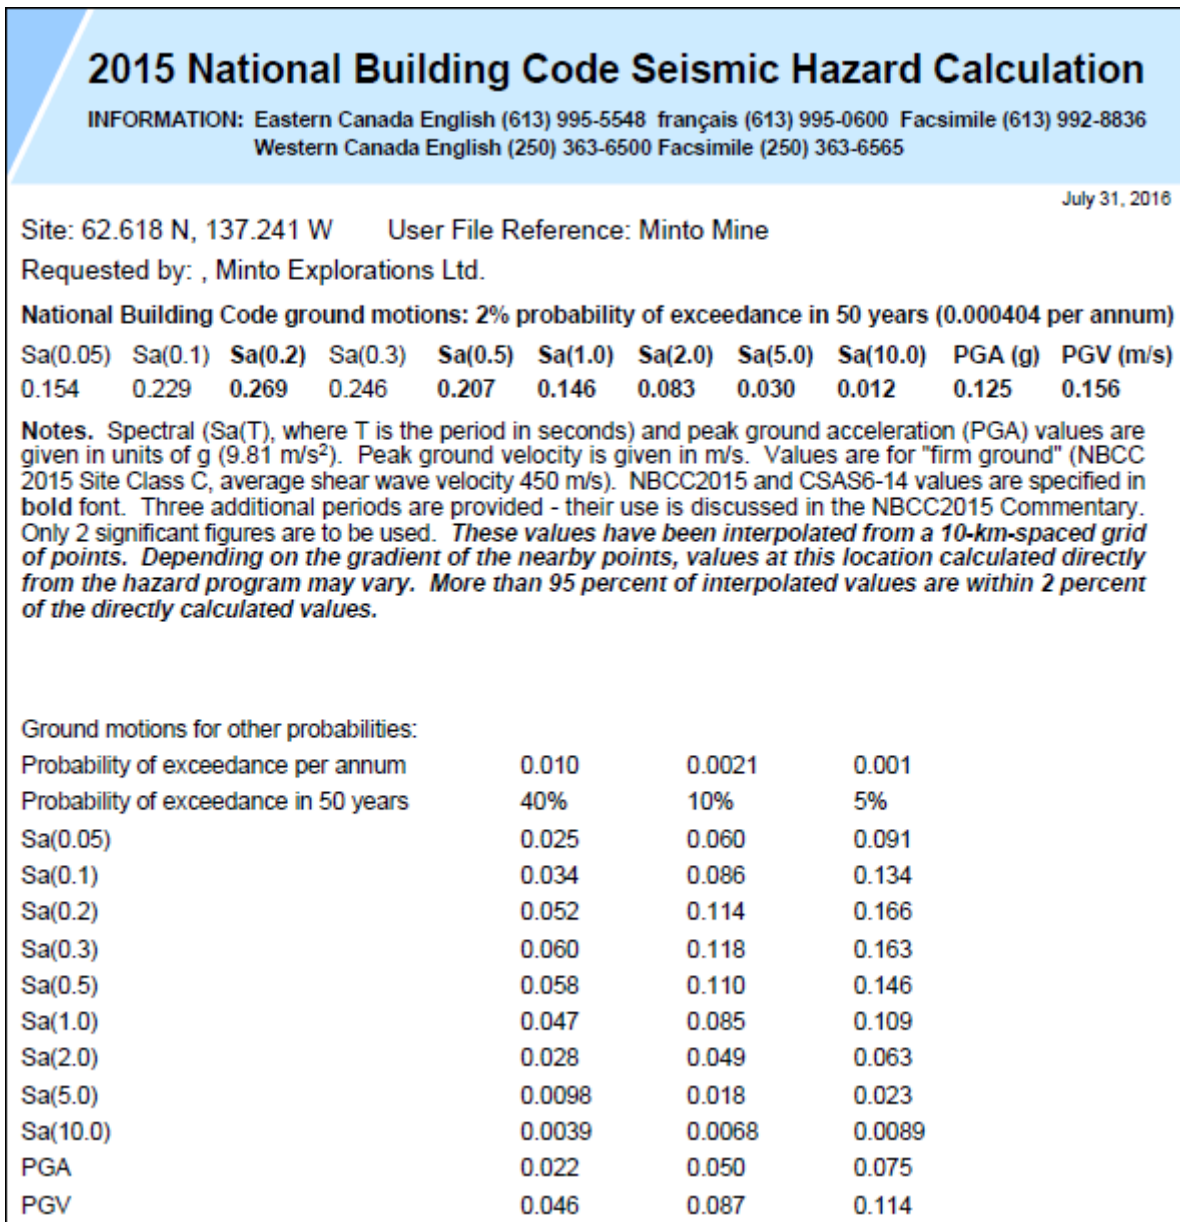 2015 National Building Code Seismic Hazard Calculation
INFORMATION: Eastern Canada English (613) 995-5548 français (613) 995-0600 Facsimile (613) 992-8836
Western Canada English (250) 363-6500 Facsimile (250) 363-6565
July 31, 2016
Site: 62.618 N, 137.241 W User File Reference: Minto Mine
Requested by: , Minto Explorations Ltd.
National Building Code ground motions: 2% probability of exceedance in 50 years (0.000404 per annum)
Sa(0.05) Sa(0.1) Sa(0.2) Sa(0.3) Sa(0.5) Sa(1.0) Sa(2.0) Sa(5.0) Sa(10.0) PGA (g) PGV (m/s)
0.154 0.229 0.269 0.246 0.207 0.146 0.083 0.030 0.012 0.125 0.156
Notes. Spectral (Sa(T), where T is the period in seconds) and peak ground acceleration (PGA) values are
given in units of g (9.81 m/s²). Peak ground velocity is given in m/s. Values are for "firm ground" (NBCC
2015 Site Class C, average shear wave velocity 450 m/s). NBCC2015 and CSAS6-14 values are specified in
bold font. Three additional periods are provided - their use is discussed in the NBCC2015 Commentary.
Only 2 significant figures are to be used. These values have been interpolated from a 10-km-spaced grid
of points. Depending on the gradient of the nearby points, values at this location calculated directly
from the hazard program may vary. More than 95 percent of interpolated values are within 2 percent
of the directly calculated values.
Ground motions for other probabilities:
Probability of exceedance per annum 0.010 0.0021 0.001
Probability of exceedance in 50 years 40% 10% 5%
Sa(0.05) 0.025 0.060 0.091
Sa(0.1) 0.034 0.086 0.134
Sa(0.2) 0.052 0.114 0.166
Sa(0.3) 0.060 0.118 0.163
Sa(0.5) 0.058 0.110 0.146
Sa(1.0) 0.047 0.085 0.109
Sa(2.0) 0.028 0.049 0.063
Sa(5.0) 0.0098 0.018 0.023
Sa(10.0) 0.0039 0.0068 0.0089
PGA 0.022 0.050 0.075
PGV 0.046 0.087 0.114